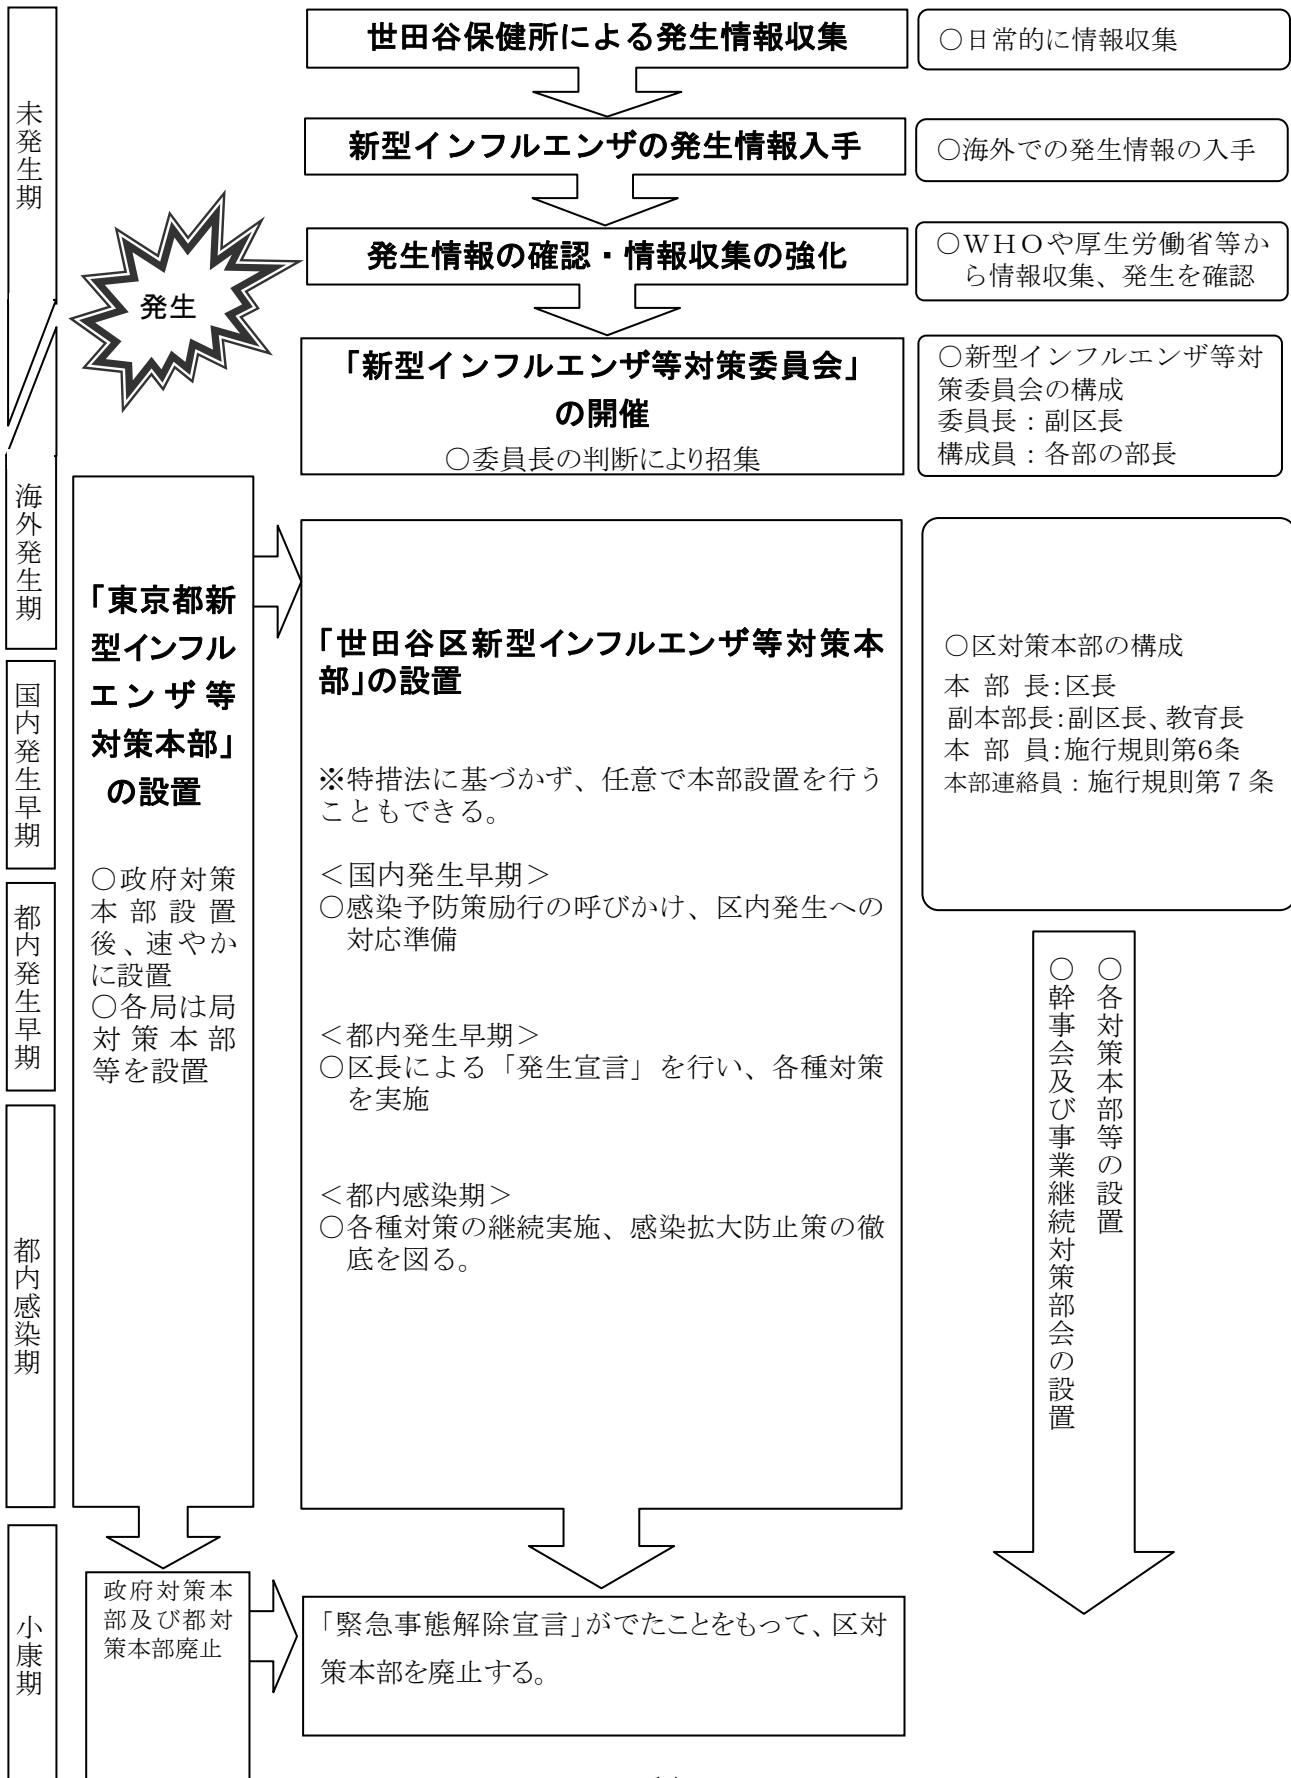 未発生期
世田谷保健所による発生情報収集
○日常的に情報収集
新型インフルエンザの発生情報入手
○海外での発生情報の入手
発生
発生情報の確認・情報収集の強化
○WHOや厚生労働省等か
ら情報収集、発生を確認
「新型インフルエンザ等対策委員会」
の開催
○委員長の判断により招集
○新型インフルエンザ等対
策委員会の構成
委員長：副区長
構成員：各部の部長
海外発生期
国内発生早期
都内発生早期
都内感染期
「東京都新
型インフル
エンザ等
対策本部」
の設置
○政府対策
本部設置
後、速やか
に設置
○各局は局
対策本部
等を設置
「世田谷区新型インフルエンザ等対策本
部」の設置
※特措法に基づかず、任意で本部設置を行う
こともできる。
＜国内発生早期＞
○感染予防策励行の呼びかけ、区内発生への
対応準備
＜都内発生早期＞
○区長による「発生宣言」を行い、各種対策
を実施
＜都内感染期＞
○各種対策の継続実施、感染拡大防止策の徹
底を図る。
○区対策本部の構成
本 部 長：区長
副本部長：副区長、教育長
本 部 員：施行規則第6条
本部連絡員：施行規則第７条
○各対策本部等の設置
○幹事会及び事業継続対策部会の設置
小康期
政府対策本
部及び都対
策本部廃止
「緊急事態解除宣言」がでたことをもって、区対
策本部を廃止する。